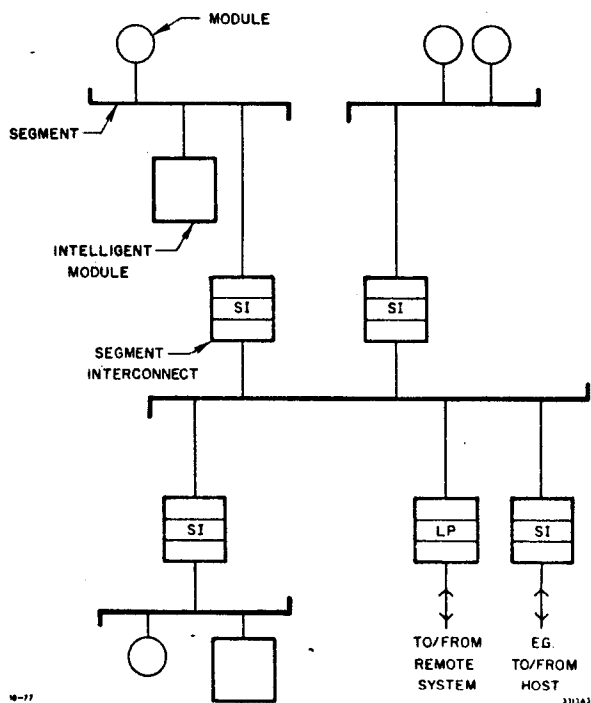 MODULE
SEGMENT
INTELLIGENT
MODULE
SI
SI
SEGMENT
INTERCONNECT
SI
LP
SI
TO/FROM
REMOTE
SYSTEM
E.G.
TO/FROM
HOST
10-77